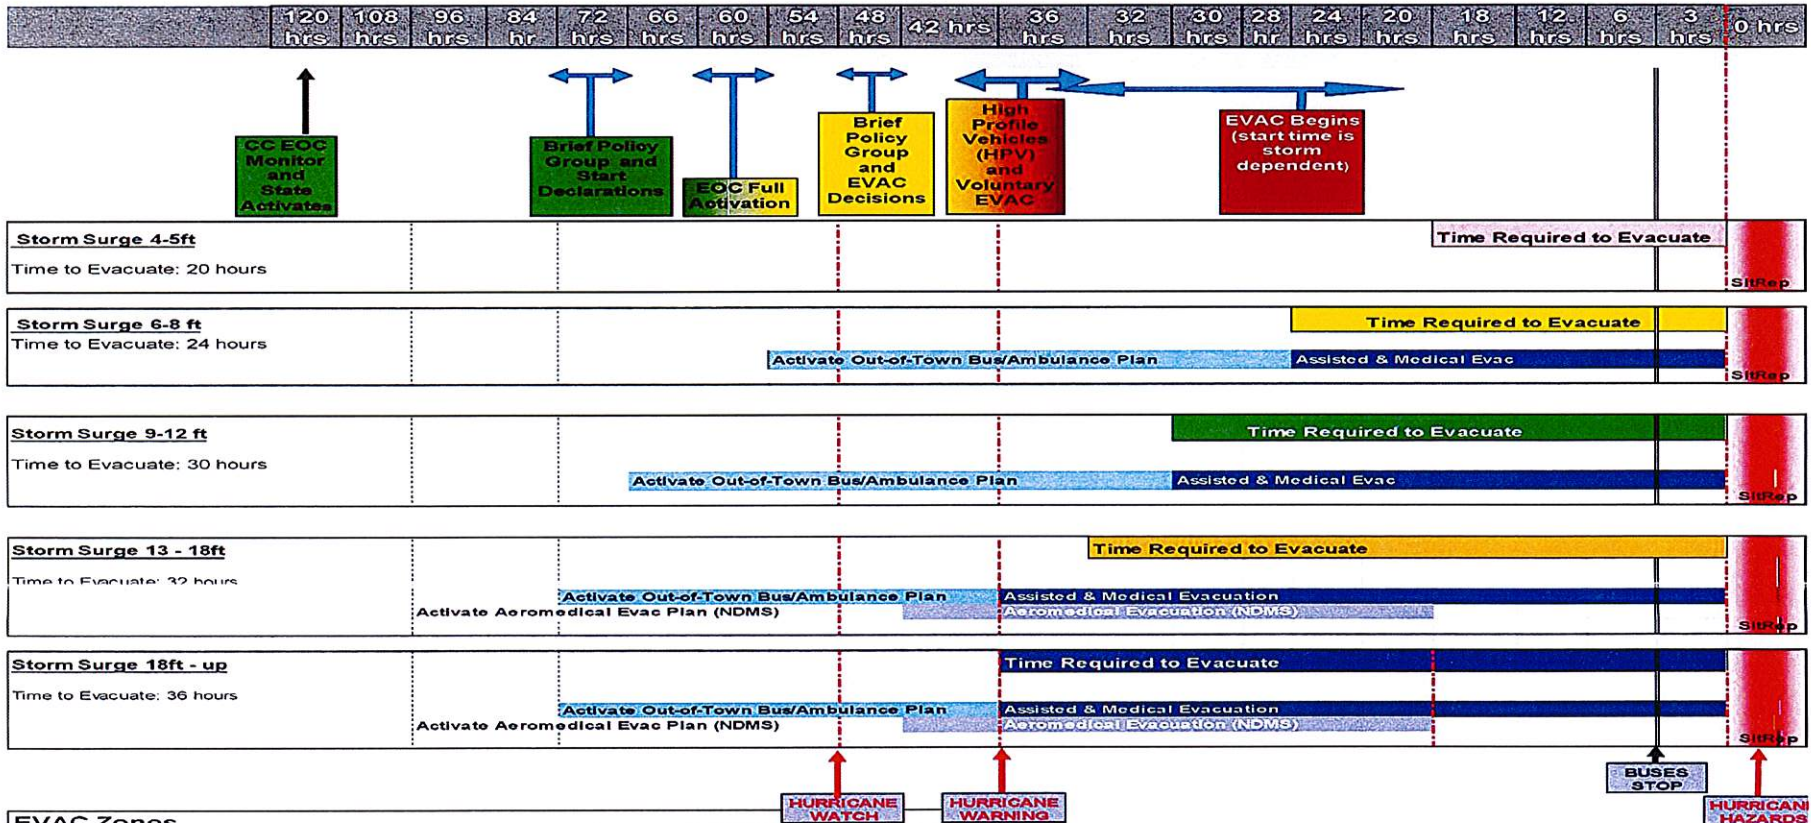 120 hrs 108 hrs 96 hrs 84 hr 72 hrs 66 hrs 60 hrs 54 hrs 48 hrs 42 hrs 36 hrs 32 hrs 30 hrs 28 hr 24 hrs 20 hrs 18 hrs 12 hrs 6 hrs 3 hrs 0 hrs
CC EOC
Monitor
and
State
Activates
Brief Policy
Group and
Start
Declarations
EOC Full
Activation
Brief
Policy
Group
and
EVAC
Decisions
High
Profile
Vehicles
(HPV)
and
Voluntary
EVAC
EVAC Begins
(start time is
storm
dependent)
Storm Surge 4-5ft
Time Required to Evacuate
Time to Evacuate: 20 hours
SitRep
Storm Surge 6-8 ft
Time Required to Evacuate
Time to Evacuate: 24 hours
Activate Out-of-Town Bus/Ambulance Plan
Assisted & Medical Evac
SitRep
Storm Surge 9-12 ft
Time Required to Evacuate
Time to Evacuate: 30 hours
Activate Out-of-Town Bus/Ambulance Plan
Assisted & Medical Evac
SitRep
Storm Surge 13 - 18ft
Time Required to Evacuate
Time to Evacuate: 32 hours
Activate Out-of-Town Bus/Ambulance Plan
Assisted & Medical Evacuation
Activate Aeromedical Evac Plan (NDMS)
Aeromedical Evacuation (NDMS)
SitRep
Storm Surge 18ft - up
Time Required to Evacuate
Time to Evacuate: 36 hours
Activate Out-of-Town Bus/Ambulance Plan
Assisted & Medical Evacuation
Activate Aeromedical Evac Plan (NDMS)
Aeromedical Evacuation (NDMS)
SitRep
BUSES
STOP
HURRICANE
WATCH
HURRICANE
WARNING
HURRICAN
HAZARDS
EVAC Zones